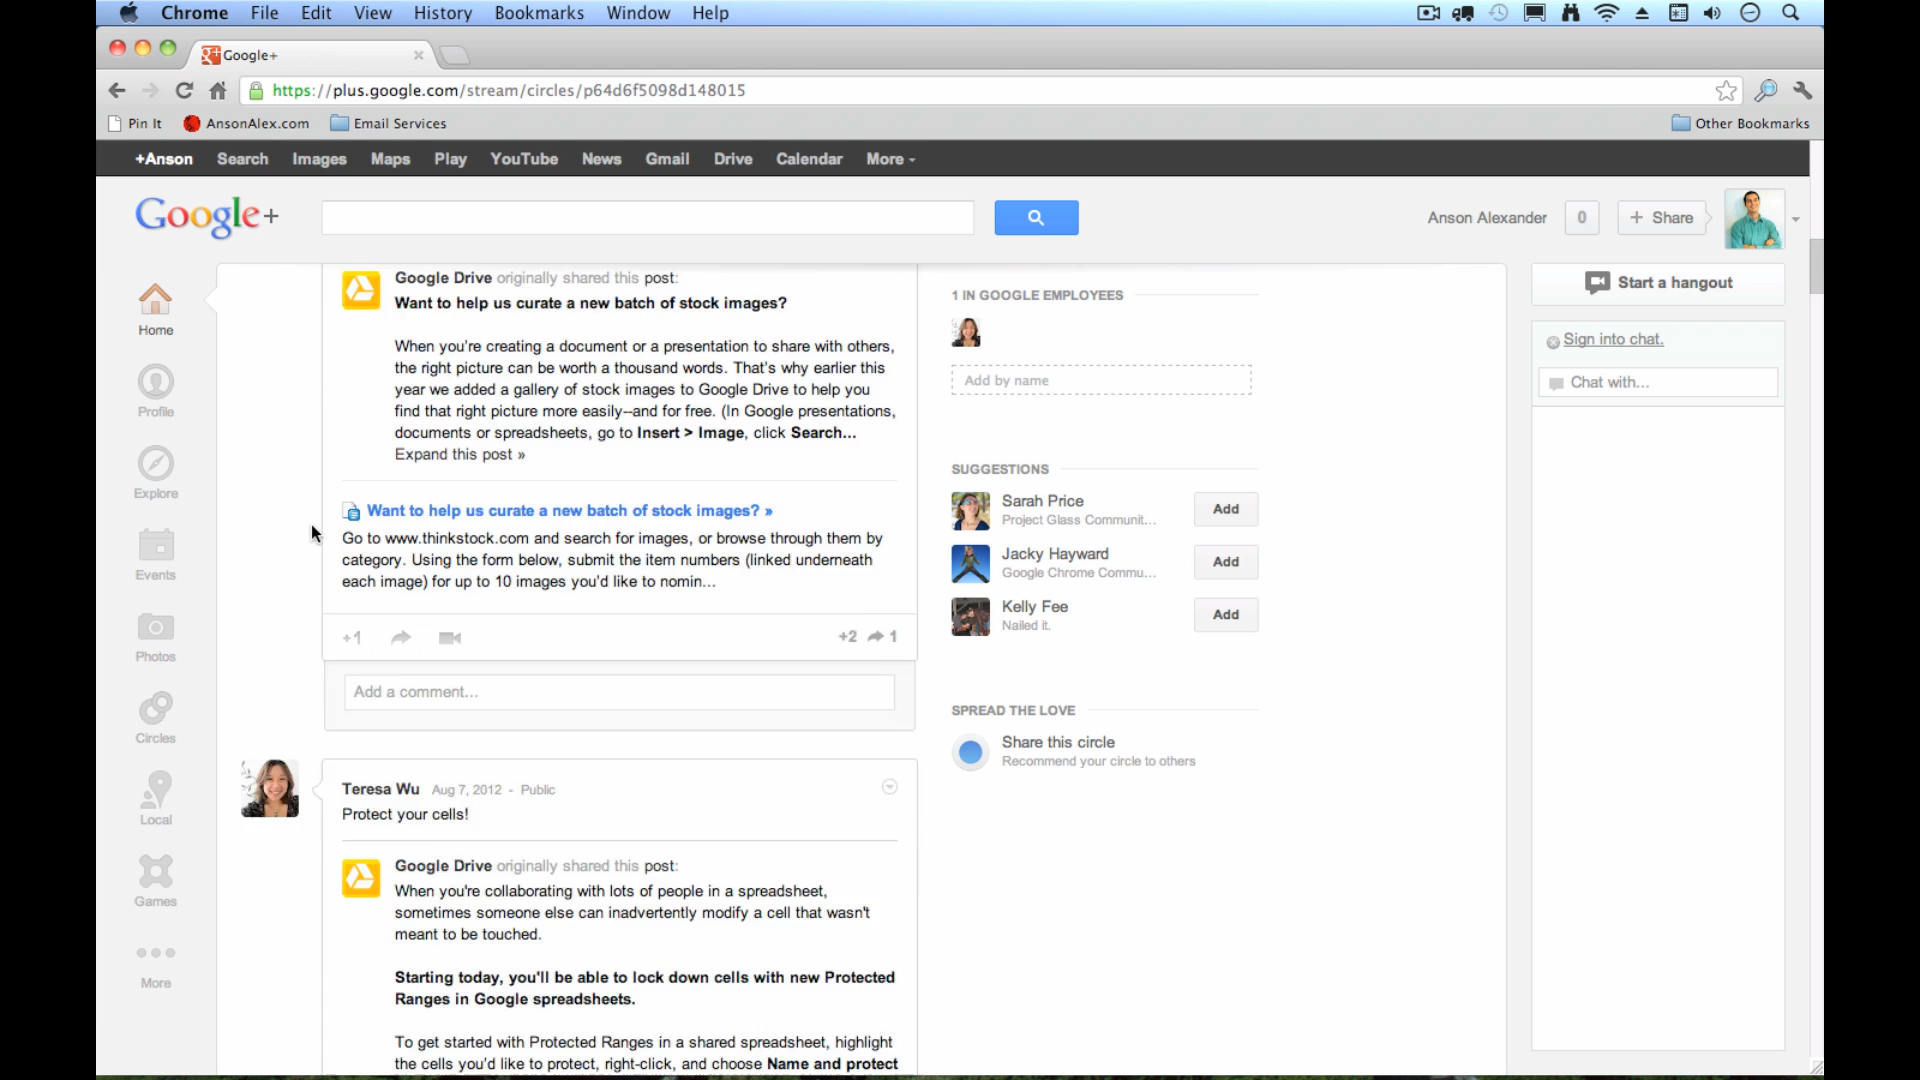 Chrome File Edit View History Bookmarks Window Help
Google+
https://plus.google.com/stream/circles/p64d6f5098d148015
Pin It AnsonAlex.com Email Services Other Bookmarks
+Anson Search Images Maps Play YouTube News Gmail Drive Calendar More
Google+
Anson Alexander 0 + Share
Home
Profile
Explore
Events
Photos
Circles
Local
Games
More
Google Drive originally shared this post:
Want to help us curate a new batch of stock images?
When you're creating a document or a presentation to share with others,
the right picture can be worth a thousand words. That's why earlier this
year we added a gallery of stock images to Google Drive to help you
find that right picture more easily--and for free. (In Google presentations,
documents or spreadsheets, go to Insert > Image, click Search...
Expand this post »
Want to help us curate a new batch of stock images? »
Go to www.thinkstock.com and search for images, or browse through them by
category. Using the form below, submit the item numbers (linked underneath
each image) for up to 10 images you'd like to nomin...
+1 +2 1
Add a comment...
Teresa Wu Aug 7, 2012 - Public
Protect your cells!
Google Drive originally shared this post:
When you're collaborating with lots of people in a spreadsheet,
sometimes someone else can inadvertently modify a cell that wasn't
meant to be touched.
Starting today, you'll be able to lock down cells with new Protected
Ranges in Google spreadsheets.
To get started with Protected Ranges in a shared spreadsheet, highlight
the cells you'd like to protect, right-click, and choose Name and protect
1 IN GOOGLE EMPLOYEES
Add by name
SUGGESTIONS
Sarah Price
Project Glass Communit...
Add
Jacky Hayward
Google Chrome Commu...
Add
Kelly Fee
Nailed it.
Add
SPREAD THE LOVE
Share this circle
Recommend your circle to others
Start a hangout
Sign into chat.
Chat with...